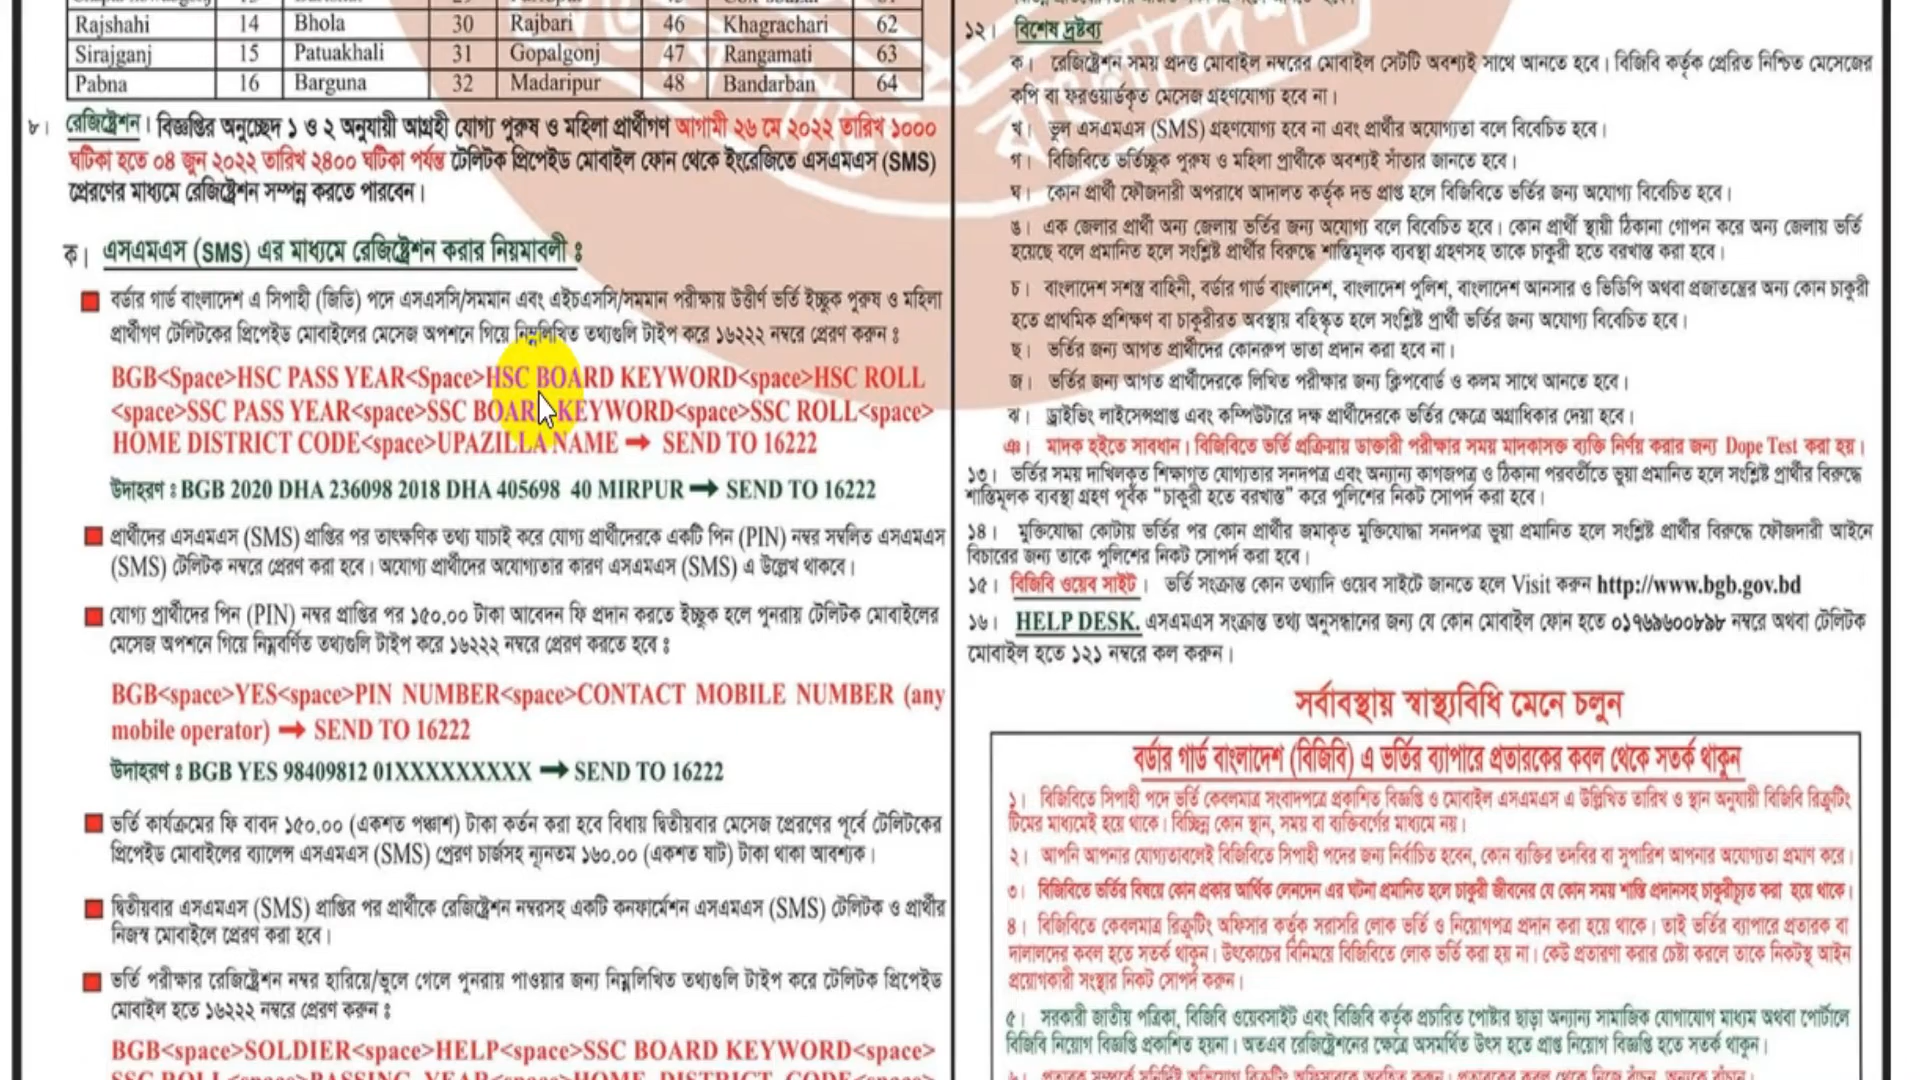 Rajshahi 14 Bhola 30 Rajbari 46 Khagrachari 62
Sirajganj 15 Patuakhali 31 Gopalgonj 47 Rangamati 63
Pabna 16 Barguna 32 Madaripur 48 Bandarban 64
৮। রেজিষ্ট্রেশন। বিজ্ঞপ্তির অনুচ্ছেদ ১ ও ২ অনুযায়ী আগ্রহী যোগ্য পুরুষ ও মহিলা প্রার্থীগণ আগামী ২৬ মে ২০২২ তারিখ ১০০০
ঘটিকা হতে ০৪ জুন ২০২২ তারিখ ২৪০০ ঘটিকা পর্যন্ত টেলিটক প্রিপেইড মোবাইল ফোন থেকে ইংরেজিতে এসএমএস (SMS)
প্রেরণের মাধ্যমে রেজিষ্ট্রেশন সম্পন্ন করতে পারবেন।
ক। এসএমএস (SMS) এর মাধ্যমে রেজিষ্ট্রেশন করার নিয়মাবলী ঃ
বর্ডার গার্ড বাংলাদেশ এ সিপাহী (জিডি) পদে এসএসসি/সমমান এবং এইচএসসি/সমমান পরীক্ষায় উত্তীর্ণ ভর্তি ইচ্ছুক পুরুষ ও মহিলা
প্রার্থীগণ টেলিটকের প্রিপেইড মোবাইলের মেসেজ অপশনে গিয়ে নিম্নলিখিত তথ্যগুলি টাইপ করে ১৬২২২ নম্বরে প্রেরণ করুন ঃ
BGB<Space>HSC PASS YEAR<Space>HSC BOARD KEYWORD<space>HSC ROLL
<space>SSC PASS YEAR<space>SSC BOARD KEYWORD<space>SSC ROLL<space>
HOME DISTRICT CODE<space>UPAZILLA NAME ➞ SEND TO 16222
উদাহরণ ঃ BGB 2020 DHA 236098 2018 DHA 405698 40 MIRPUR ➞ SEND TO 16222
প্রার্থীদের এসএমএস (SMS) প্রাপ্তির পর তাৎক্ষণিক তথ্য যাচাই করে যোগ্য প্রার্থীদেরকে একটি পিন (PIN) নম্বর সম্বলিত এসএমএস
(SMS) টেলিটক নম্বরে প্রেরণ করা হবে। অযোগ্য প্রার্থীদের অযোগ্যতার কারণ এসএমএস (SMS) এ উল্লেখ থাকবে।
যোগ্য প্রার্থীদের পিন (PIN) নম্বর প্রাপ্তির পর ১৫০.০০ টাকা আবেদন ফি প্রদান করতে ইচ্ছুক হলে পুনরায় টেলিটক মোবাইলের
মেসেজ অপশনে গিয়ে নিম্নবর্ণিত তথ্যগুলি টাইপ করে ১৬২২২ নম্বরে প্রেরণ করতে হবে ঃ
BGB<space>YES<space>PIN NUMBER<space>CONTACT MOBILE NUMBER (any
mobile operator) ➞ SEND TO 16222
উদাহরণ ঃ BGB YES 98409812 01XXXXXXXXX ➞ SEND TO 16222
ভর্তি কার্যক্রমের ফি বাবদ ১৫০.০০ (একশত পঞ্চাশ) টাকা কর্তন করা হবে বিধায় দ্বিতীয়বার মেসেজ প্রেরণের পূর্বে টেলিটকের
প্রিপেইড মোবাইলের ব্যালেন্স এসএমএস (SMS) প্রেরণ চার্জসহ ন্যূনতম ১৬০.০০ (একশত ষাট) টাকা থাকা আবশ্যক।
দ্বিতীয়বার এসএমএস (SMS) প্রাপ্তির পর প্রার্থীকে রেজিষ্ট্রেশন নম্বরসহ একটি কনফার্মেশন এসএমএস (SMS) টেলিটক ও প্রার্থীর
নিজস্ব মোবাইলে প্রেরণ করা হবে।
ভর্তি পরীক্ষার রেজিষ্ট্রেশন নম্বর হারিয়ে/ভুলে গেলে পুনরায় পাওয়ার জন্য নিম্নলিখিত তথ্যগুলি টাইপ করে টেলিটক প্রিপেইড
মোবাইল হতে ১৬২২২ নম্বরে প্রেরণ করুন ঃ
BGB<space>SOLDIER<space>HELP<space>SSC BOARD KEYWORD<space>
SSC ROLL<space>PASSING YEAR<space>HOME DISTRICT CODE<space>
১২। বিশেষ দ্রষ্টব্য
ক। রেজিষ্ট্রেশন সময় প্রদত্ত মোবাইল নম্বরের মোবাইল সেটটি অবশ্যই সাথে আনতে হবে। বিজিবি কর্তৃক প্রেরিত নিশ্চিত মেসেজের
কপি বা ফরওয়ার্ডকৃত মেসেজ গ্রহণযোগ্য হবে না।
খ। ভুল এসএমএস (SMS) গ্রহণযোগ্য হবে না এবং প্রার্থীর অযোগ্যতা বলে বিবেচিত হবে।
গ। বিজিবিতে ভর্তিচ্ছুক পুরুষ ও মহিলা প্রার্থীকে অবশ্যই সাঁতার জানতে হবে।
ঘ। কোন প্রার্থী ফৌজদারী অপরাধে আদালত কর্তৃক দন্ড প্রাপ্ত হলে বিজিবিতে ভর্তির জন্য অযোগ্য বিবেচিত হবে।
ঙ। এক জেলার প্রার্থী অন্য জেলায় ভর্তির জন্য অযোগ্য বলে বিবেচিত হবে। কোন প্রার্থী স্থায়ী ঠিকানা গোপন করে অন্য জেলায় ভর্তি
হয়েছে বলে প্রমানিত হলে সংশ্লিষ্ট প্রার্থীর বিরুদ্ধে শাস্তিমূলক ব্যবস্থা গ্রহণসহ তাকে চাকুরী হতে বরখাস্ত করা হবে।
চ। বাংলাদেশ সশস্ত্র বাহিনী, বর্ডার গার্ড বাংলাদেশ, বাংলাদেশ পুলিশ, বাংলাদেশ আনসার ও ভিডিপি অথবা প্রজাতন্ত্রের অন্য কোন চাকুরী
হতে প্রাথমিক প্রশিক্ষণ বা চাকুরীরত অবস্থায় বহিস্কৃত হলে সংশ্লিষ্ট প্রার্থী ভর্তির জন্য অযোগ্য বিবেচিত হবে।
ছ। ভর্তির জন্য আগত প্রার্থীদের কোনরুপ ভাতা প্রদান করা হবে না।
জ। ভর্তির জন্য আগত প্রার্থীদেরকে লিখিত পরীক্ষার জন্য ক্লিপবোর্ড ও কলম সাথে আনতে হবে।
ঝ। ড্রাইভিং লাইসেন্সপ্রাপ্ত এবং কম্পিউটারে দক্ষ প্রার্থীদেরকে ভর্তির ক্ষেত্রে অগ্রাধিকার দেয়া হবে।
ঞ। মাদক হইতে সাবধান। বিজিবিতে ভর্তি প্রক্রিয়ায় ডাক্তারী পরীক্ষার সময় মাদকাসক্ত ব্যক্তি নির্ণয় করার জন্য Dope Test করা হয়।
১৩। ভর্তির সময় দাখিলকৃত শিক্ষাগত যোগ্যতার সনদপত্র এবং অন্যান্য কাগজপত্র ও ঠিকানা পরবর্তীতে ভুয়া প্রমানিত হলে সংশ্লিষ্ট প্রার্থীর বিরুদ্ধে
শাস্তিমূলক ব্যবস্থা গ্রহণ পূর্বক “চাকুরী হতে বরখাস্ত” করে পুলিশের নিকট সোপর্দ করা হবে।
১৪। মুক্তিযোদ্ধা কোটায় ভর্তির পর কোন প্রার্থীর জমাকৃত মুক্তিযোদ্ধা সনদপত্র ভুয়া প্রমানিত হলে সংশ্লিষ্ট প্রার্থীর বিরুদ্ধে ফৌজদারী আইনে
বিচারের জন্য তাকে পুলিশের নিকট সোপর্দ করা হবে।
১৫। বিজিবি ওয়েব সাইট। ভর্তি সংক্রান্ত কোন তথ্যাদি ওয়েব সাইটে জানতে হলে Visit করুন http://www.bgb.gov.bd
১৬। HELP DESK. এসএমএস সংক্রান্ত তথ্য অনুসন্ধানের জন্য যে কোন মোবাইল ফোন হতে ০১৭৬৯৬০০৮৯৮ নম্বরে অথবা টেলিটক
মোবাইল হতে ১২১ নম্বরে কল করুন।
সর্বাবস্থায় স্বাস্থ্যবিধি মেনে চলুন
বর্ডার গার্ড বাংলাদেশ (বিজিবি) এ ভর্তির ব্যাপারে প্রতারকের কবল থেকে সতর্ক থাকুন
১। বিজিবিতে সিপাহী পদে ভর্তি কেবলমাত্র সংবাদপত্রে প্রকাশিত বিজ্ঞপ্তি ও মোবাইল এসএমএস এ উল্লিখিত তারিখ ও স্থান অনুযায়ী বিজিবি রিক্রুটিং
টিমের মাধ্যমেই হয়ে থাকে। বিচ্ছিন্ন কোন স্থান, সময় বা ব্যক্তিবর্গের মাধ্যমে নয়।
২। আপনি আপনার যোগ্যতাবলেই বিজিবিতে সিপাহী পদের জন্য নির্বাচিত হবেন, কোন ব্যক্তির তদবির বা সুপারিশ আপনার অযোগ্যতা প্রমাণ করে।
৩। বিজিবিতে ভর্তির বিষয়ে কোন প্রকার আর্থিক লেনদেন এর ঘটনা প্রমানিত হলে চাকুরী জীবনের যে কোন সময় শাস্তি প্রদানসহ চাকুরীচ্যুত করা হয়ে থাকে।
৪। বিজিবিতে কেবলমাত্র রিক্রুটিং অফিসার কর্তৃক সরাসরি লোক ভর্তি ও নিয়োগপত্র প্রদান করা হয়ে থাকে। তাই ভর্তির ব্যাপারে প্রতারক বা
দালালদের কবল হতে সতর্ক থাকুন। উৎকোচের বিনিময়ে বিজিবিতে লোক ভর্তি করা হয় না। কেউ প্রতারণা করার চেষ্টা করলে তাকে নিকটস্থ আইন
প্রয়োগকারী সংস্থার নিকট সোপর্দ করুন।
৫। সরকারী জাতীয় পত্রিকা, বিজিবি ওয়েবসাইট এবং বিজিবি কর্তৃক প্রচারিত পোষ্টার ছাড়া অন্যান্য সামাজিক যোগাযোগ মাধ্যম অথবা পোর্টালে
বিজিবি নিয়োগ বিজ্ঞপ্তি প্রকাশিত হয়না। অতএব রেজিষ্ট্রেশনের ক্ষেত্রে অসমর্থিত উৎস হতে প্রাপ্ত নিয়োগ বিজ্ঞপ্তি হতে সতর্ক থাকুন।